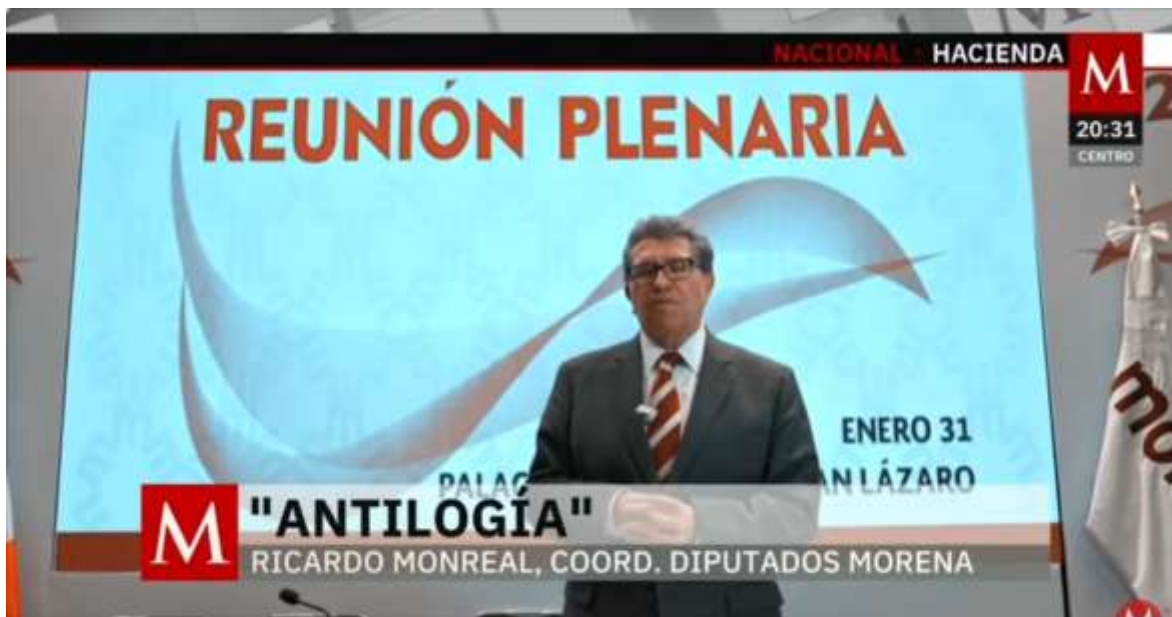 NACIONAL · HACIENDA
M
20:31
CENTRO
REUNIÓN PLENARIA
ENERO 31
AN LÁZARO
M "ANTILOGÍA"
RICARDO MONREAL, COORD. DIPUTADOS MORENA